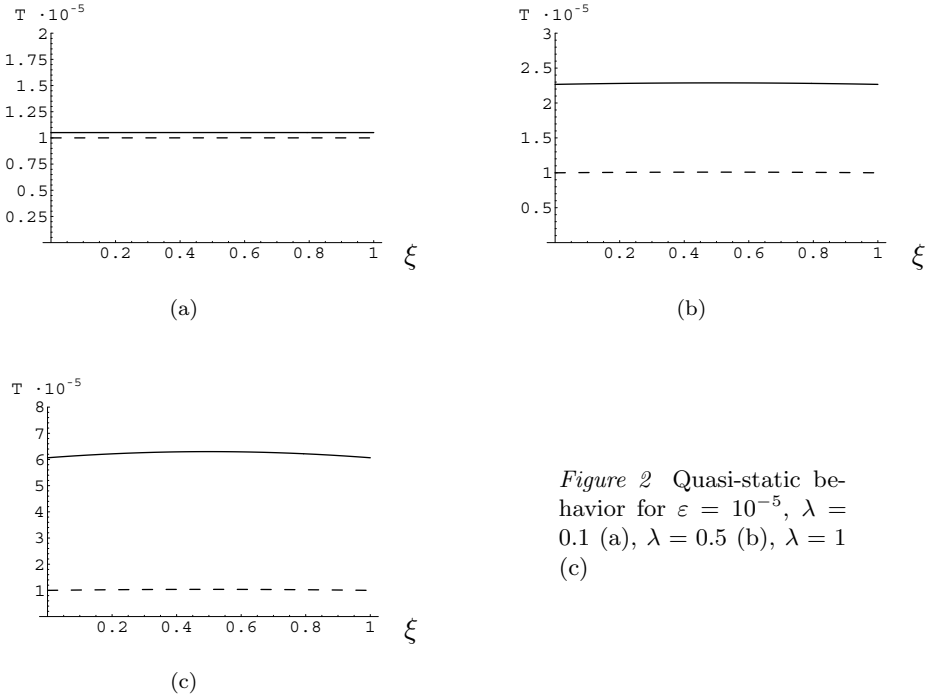 T ·10⁻⁵
2
1.75
1.5
1.25
1
0.75
0.5
0.25
0.2 0.4 0.6 0.8 1 ξ
(a)
T ·10⁻⁵
3
2.5
2
1.5
1
0.5
0.2 0.4 0.6 0.8 1 ξ
(b)
T ·10⁻⁵
8
7
6
5
4
3
2
1
0.2 0.4 0.6 0.8 1 ξ
(c)
Figure 2 Quasi-static be-
havior for ε = 10⁻⁵, λ =
0.1 (a), λ = 0.5 (b), λ = 1
(c)